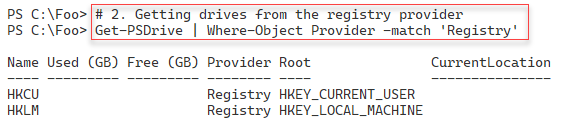 PS C:\Foo> # 2. Getting drives from the registry provider
PS C:\Foo> Get-PSDrive | Where-Object Provider -match 'Registry'
Name Used (GB) Free (GB) Provider Root CurrentLocation
---- --------- --------- -------- ---- ---------------
HKCU Registry HKEY_CURRENT_USER
HKLM Registry HKEY_LOCAL_MACHINE